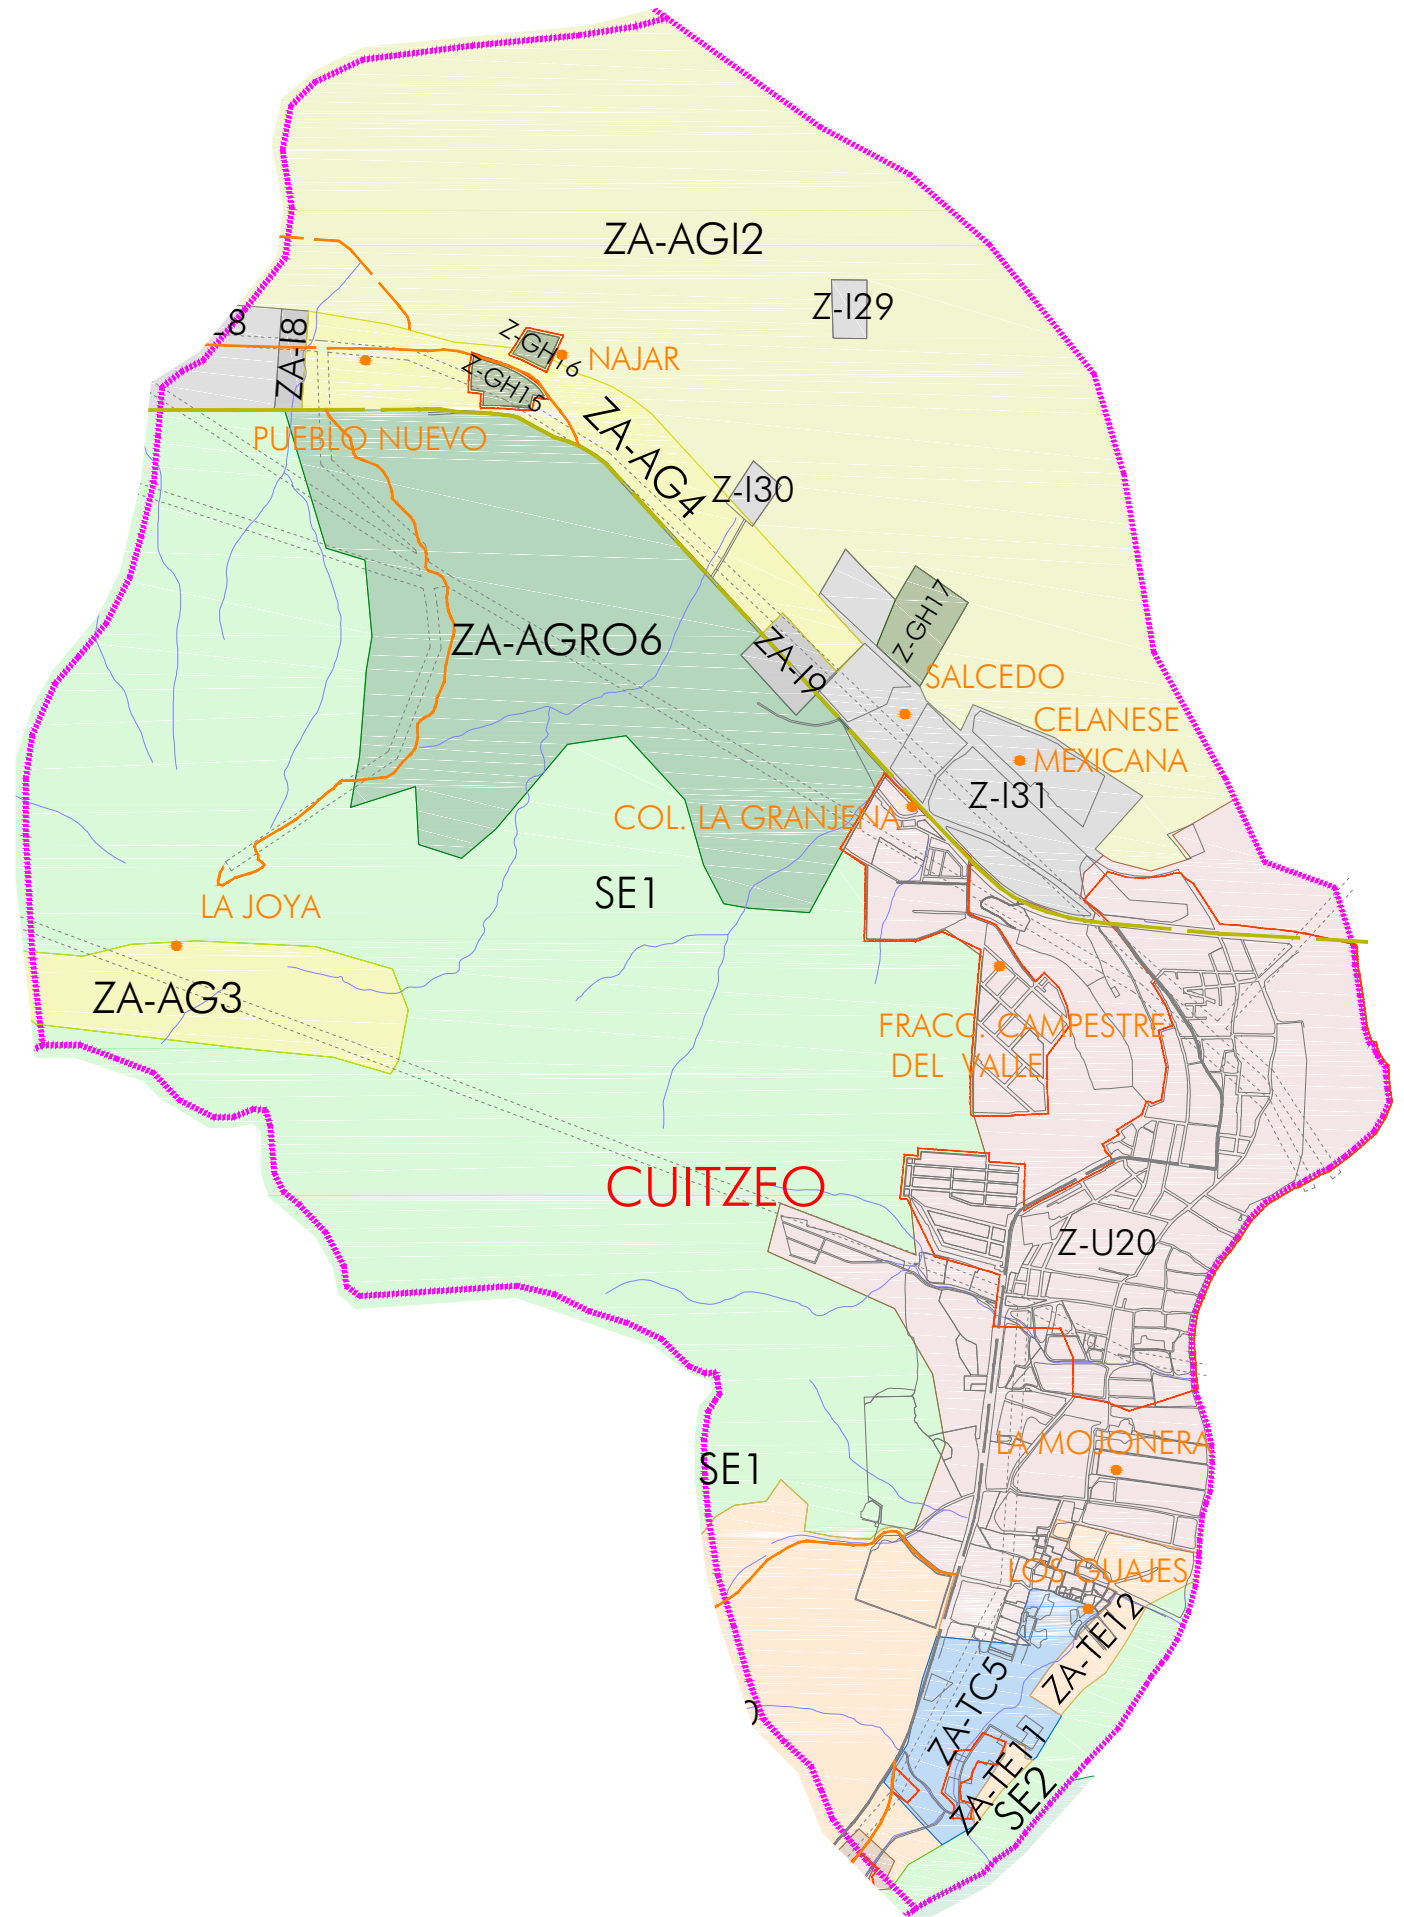 ZA-AGI2
Z-I29
ZA-I8
Z-GH16
NAJAR
Z-GH15
PUEBLO NUEVO
ZA-AG4
Z-I30
Z-GH17
ZA-AGRO6
ZA-I9
SALCEDO
CELANESE
MEXICANA
Z-I31
COL. LA GRANJENA
SE1
LA JOYA
ZA-AG3
FRACC. CAMPESTRE
DEL VALLE
CUITZEO
Z-U20
LA MOJONERA
SE1
LOS GUAJES
ZA-TE12
ZA-TC5
ZA-TE11
SE2